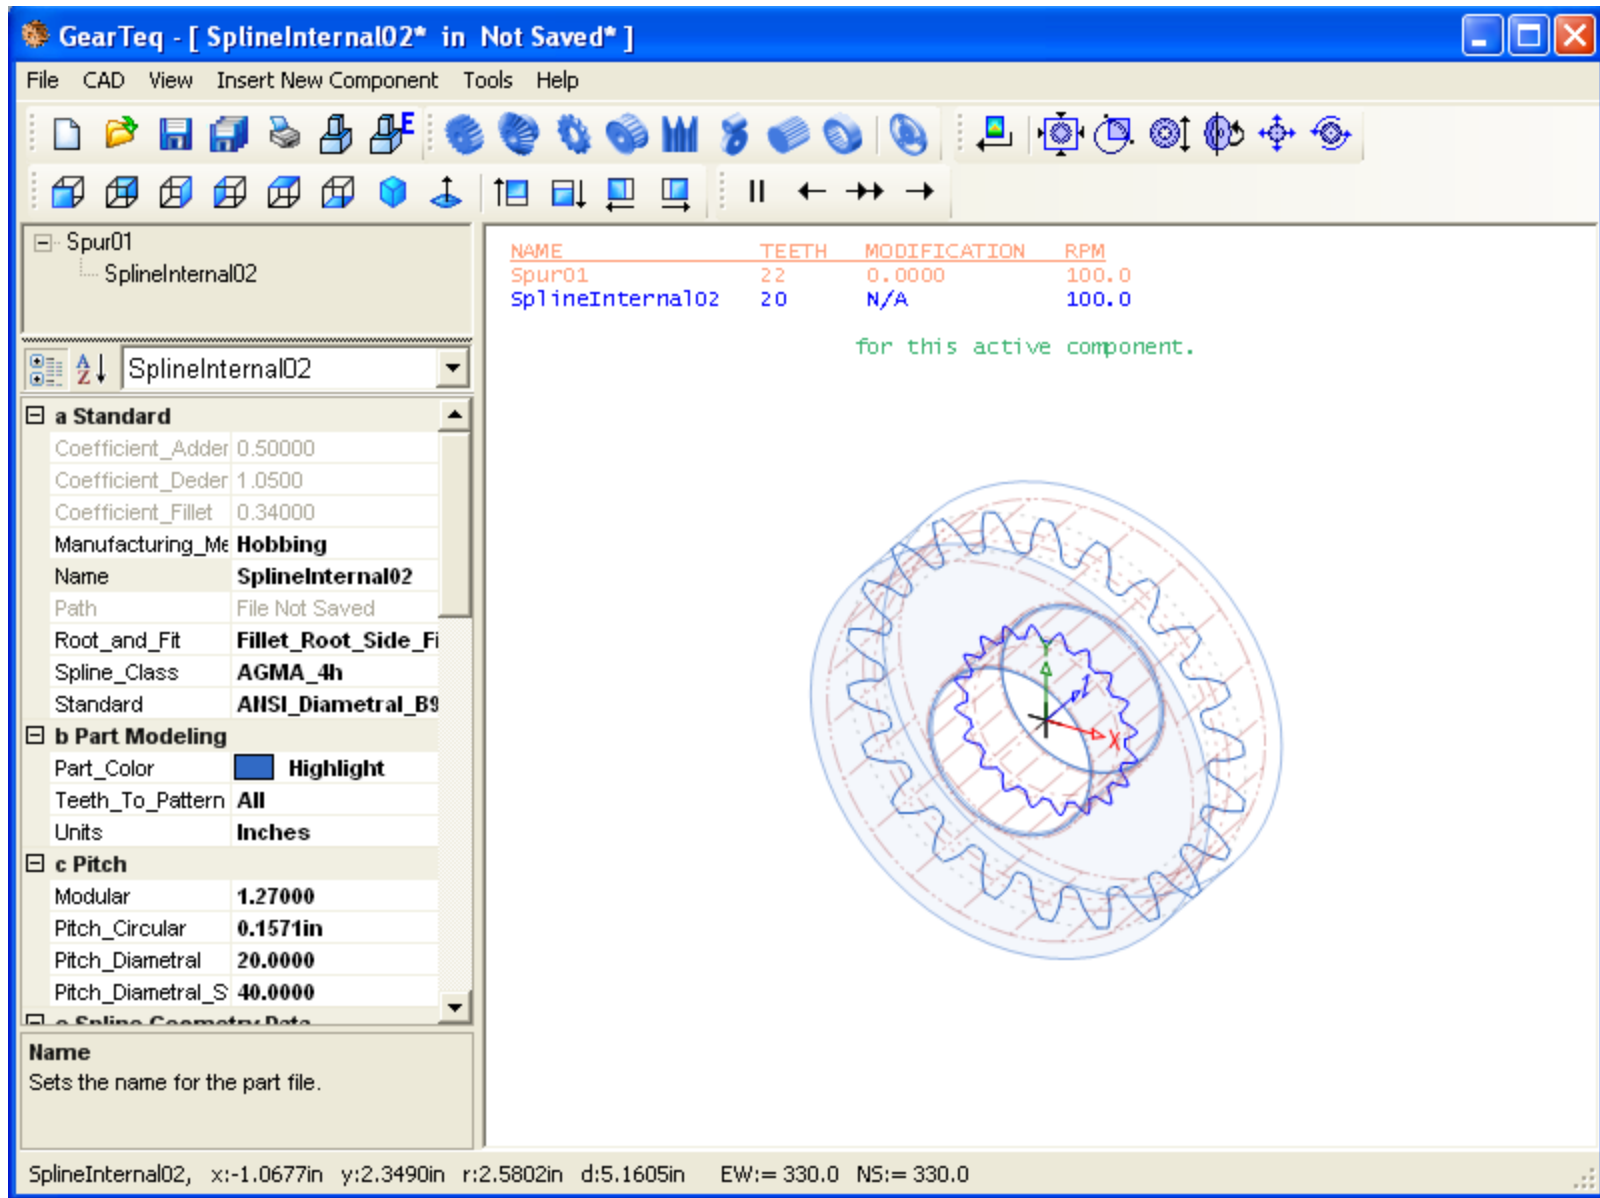 GearTeq - [ SplineInternal02*  in  Not Saved* ]
File CAD View Insert New Component Tools Help
E
Spur01
SplineInternal02
NAME TEETH MODIFICATION RPM
Spur01 22 0.0000 100.0
SplineInternal02 20 N/A 100.0
for this active component.
A Z SplineInternal02
a Standard
Coefficient_Adder 0.50000
Coefficient_Deder 1.0500
Coefficient_Fillet 0.34000
Manufacturing_Me Hobbing
Name SplineInternal02
Path File Not Saved
Root_and_Fit Fillet_Root_Side_Fi
Spline_Class AGMA_4h
Standard ANSI_Diametral_B9
b Part Modeling
Part_Color Highlight
Teeth_To_Pattern All
Units Inches
c Pitch
Modular 1.27000
Pitch_Circular 0.1571in
Pitch_Diametral 20.0000
Pitch_Diametral_S 40.0000
e Spline Geometry Data
Y
Z
X
Name
Sets the name for the part file.
SplineInternal02, x:-1.0677in y:2.3490in r:2.5802in d:5.1605in EW:= 330.0 NS:= 330.0